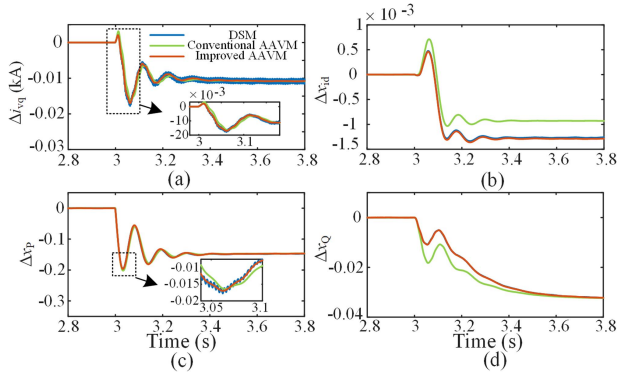 DSM
Conventional AAVM
Improved AAVM
Δi_vq (kA)
0
-0.01
-0.02
-0.03
2.8 3 3.2 3.4 3.6 3.8
× 10⁻³
0
-10
-20
3 3.1
(a)
× 10⁻³
Δx_id
1
0.5
0
-0.5
-1
-1.5
2.8 3 3.2 3.4 3.6 3.8
(b)
Δx_P
0
-0.1
-0.2
-0.3
2.8 3 3.2 3.4 3.6 3.8
-0.01
-0.015
-0.02
3.05 3.1
Time (s)
(c)
Δx_Q
0
-0.02
-0.04
2.8 3 3.2 3.4 3.6 3.8
Time (s)
(d)